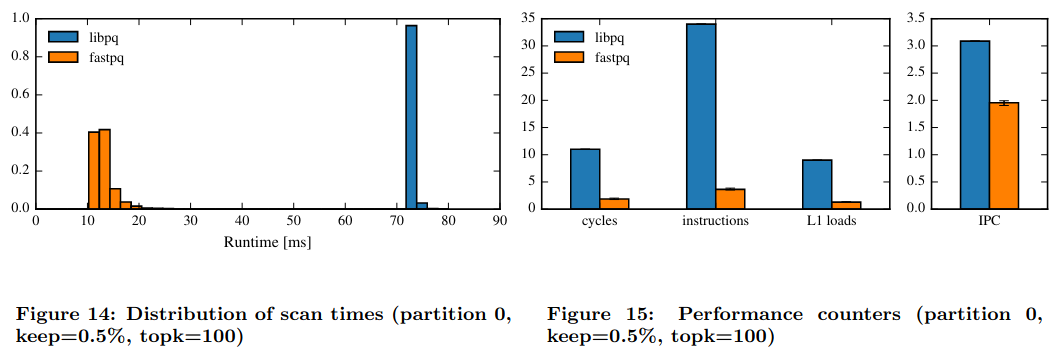 1.0
0.8
0.6
0.4
0.2
0.0
libpq
fastpq
0 10 20 30 40 50 60 70 80 90
Runtime [ms]
35
30
25
20
15
10
5
0
libpq
fastpq
cycles instructions L1 loads
3.5
3.0
2.5
2.0
1.5
1.0
0.5
0.0
IPC
Figure 14: Distribution of scan times (partition 0,
keep=0.5%, topk=100)
Figure 15: Performance counters (partition 0,
keep=0.5%, topk=100)